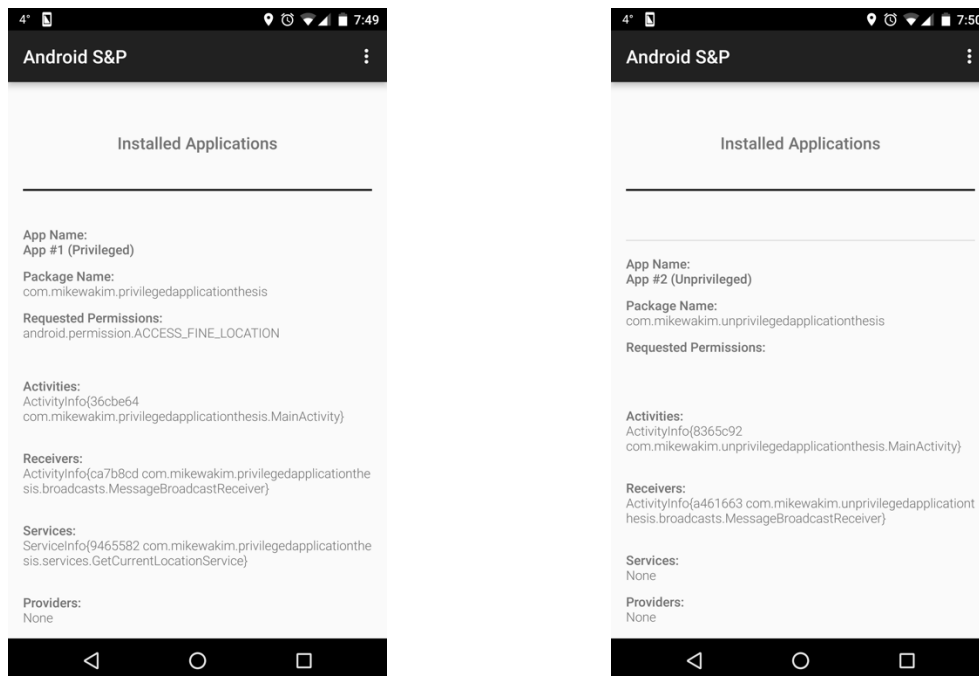 4° 7:49
Android S&P
Installed Applications
App Name:
App #1 (Privileged)
Package Name:
com.mikewakim.privilegedapplicationthesis
Requested Permissions:
android.permission.ACCESS_FINE_LOCATION
Activities:
ActivityInfo{36cbe64
com.mikewakim.privilegedapplicationthesis.MainActivity}
Receivers:
ActivityInfo{ca7b8cd com.mikewakim.privilegedapplicationthe
sis.broadcasts.MessageBroadcastReceiver}
Services:
ServiceInfo{9465582 com.mikewakim.privilegedapplicationthe
sis.services.GetCurrentLocationService}
Providers:
None
4° 7:50
Android S&P
Installed Applications
App Name:
App #2 (Unprivileged)
Package Name:
com.mikewakim.unprivilegedapplicationthesis
Requested Permissions:
Activities:
ActivityInfo{8365c92
com.mikewakim.unprivilegedapplicationthesis.MainActivity}
Receivers:
ActivityInfo{a461663 com.mikewakim.unprivilegedapplicationt
hesis.broadcasts.MessageBroadcastReceiver}
Services:
None
Providers:
None